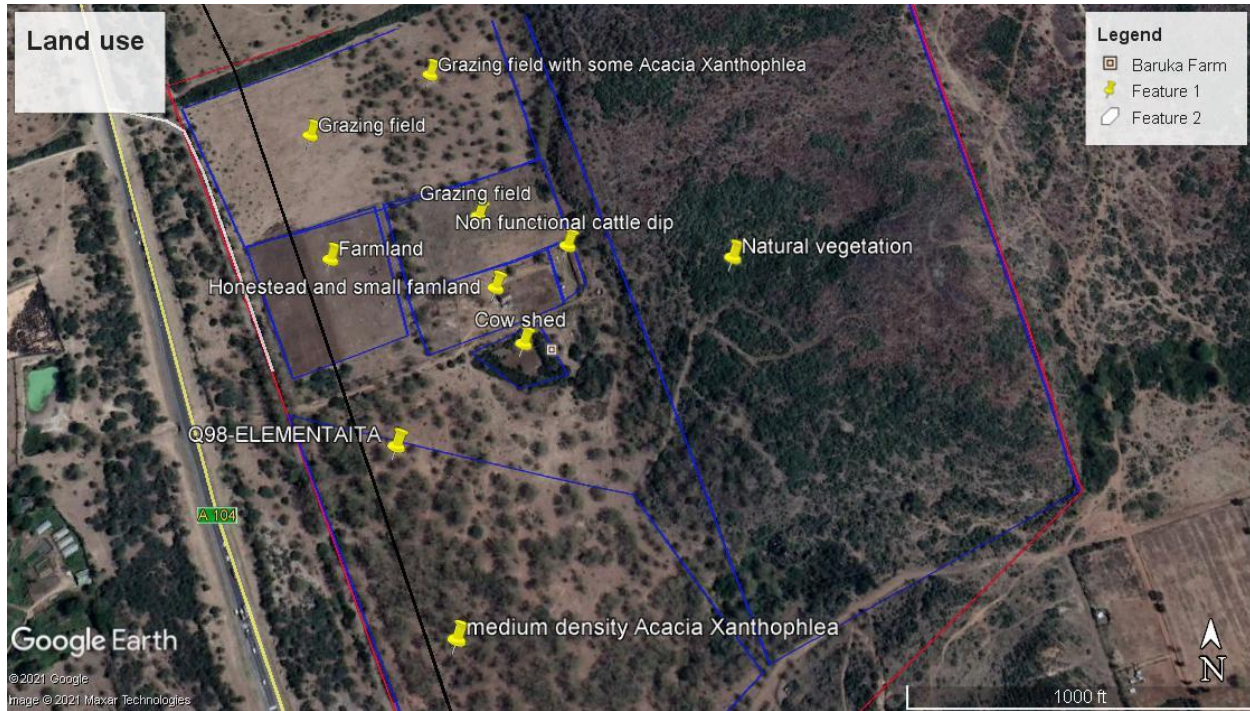 Land use
Legend
Baruka Farm
Feature 1
Feature 2
Grazing field with some Acacia Xanthophlea
Grazing field
Grazing field
Non functional cattle dip
Farmland
Natural vegetation
Honestead and small famland
Cow shed
Q98-ELEMENTAITA
A 104
medium density Acacia Xanthophlea
Google Earth
©2021 Google
Image © 2021 Maxar Technologies
N
1000 ft